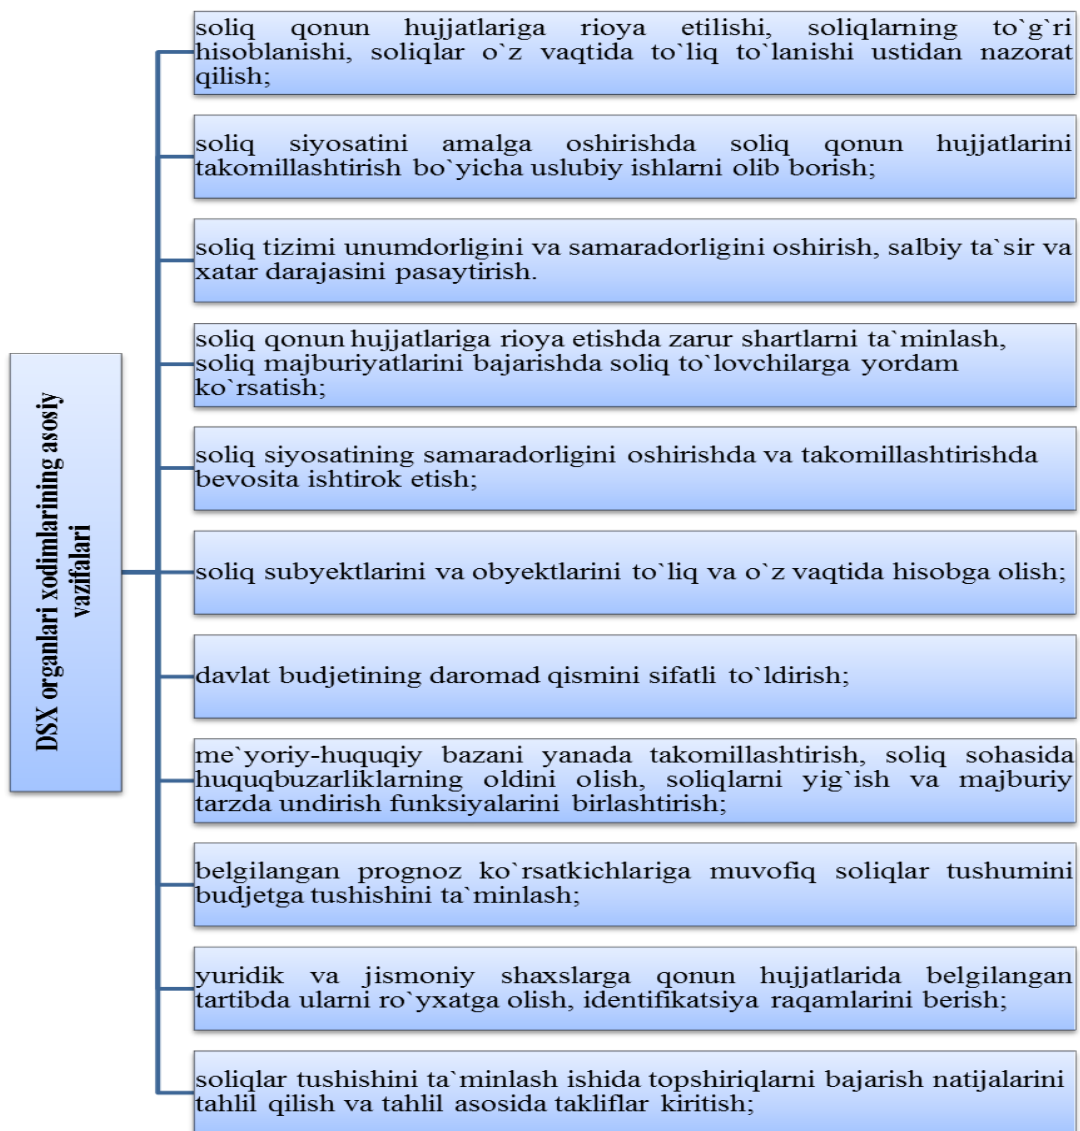 DSX organlari xodimlarining asosiy
vazifalari
soliq qonun hujjatlariga rioya etilishi, soliqlarning to`g`ri
hisoblanishi, soliqlar o`z vaqtida to`liq to`lanishi ustidan nazorat
qilish;
soliq siyosatini amalga oshirishda soliq qonun hujjatlarini
takomillashtirish bo`yicha uslubiy ishlarni olib borish;
soliq tizimi unumdorligini va samaradorligini oshirish, salbiy ta`sir va
xatar darajasini pasaytirish.
soliq qonun hujjatlariga rioya etishda zarur shartlarni ta`minlash,
soliq majburiyatlarini bajarishda soliq to`lovchilarga yordam
ko`rsatish;
soliq siyosatining samaradorligini oshirishda va takomillashtirishda
bevosita ishtirok etish;
soliq subyektlarini va obyektlarini to`liq va o`z vaqtida hisobga olish;
davlat budjetining daromad qismini sifatli to`ldirish;
me`yoriy-huquqiy bazani yanada takomillashtirish, soliq sohasida
huquqbuzarliklarning oldini olish, soliqlarni yig`ish va majburiy
tarzda undirish funksiyalarini birlashtirish;
belgilangan prognoz ko`rsatkichlariga muvofiq soliqlar tushumini
budjetga tushishini ta`minlash;
yuridik va jismoniy shaxslarga qonun hujjatlarida belgilangan
tartibda ularni ro`yxatga olish, identifikatsiya raqamlarini berish;
soliqlar tushishini ta`minlash ishida topshiriqlarni bajarish natijalarini
tahlil qilish va tahlil asosida takliflar kiritish;